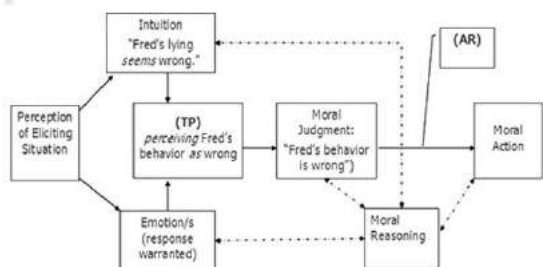 Intuition
"Fred's lying
seems wrong."
(AR)
Perception
of Eliciting
Situation
(TP)
perceiving Fred's
behavior as wrong
Moral
Judgment:
"Fred's behavior
is wrong")
Moral
Action
Emotion/s
(response
warranted)
Moral
Reasoning